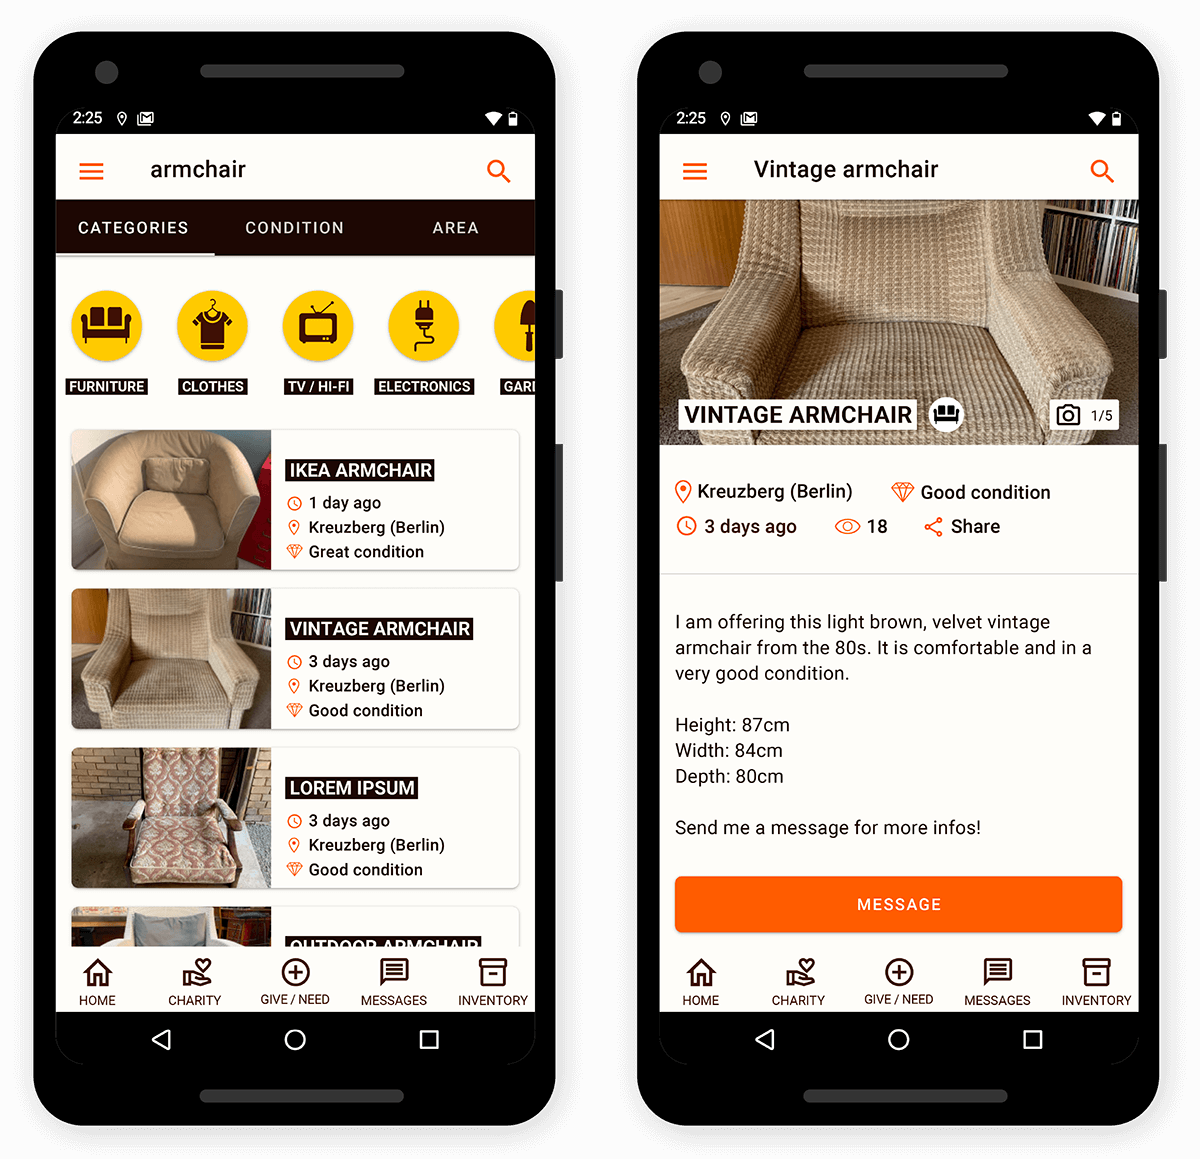 2:25
armchair
CATEGORIES CONDITION AREA
FURNITURE CLOTHES TV / HI-FI ELECTRONICS GARD
IKEA ARMCHAIR
1 day ago
Kreuzberg (Berlin)
Great condition
VINTAGE ARMCHAIR
3 days ago
Kreuzberg (Berlin)
Good condition
LOREM IPSUM
3 days ago
Kreuzberg (Berlin)
Good condition
OUTDOOR ARMCHAIR
HOME CHARITY GIVE / NEED MESSAGES INVENTORY
2:25
Vintage armchair
VINTAGE ARMCHAIR 1/5
Kreuzberg (Berlin) Good condition
3 days ago 18 Share
I am offering this light brown, velvet vintage
armchair from the 80s. It is comfortable and in a
very good condition.
Height: 87cm
Width: 84cm
Depth: 80cm
Send me a message for more infos!
MESSAGE
HOME CHARITY GIVE / NEED MESSAGES INVENTORY